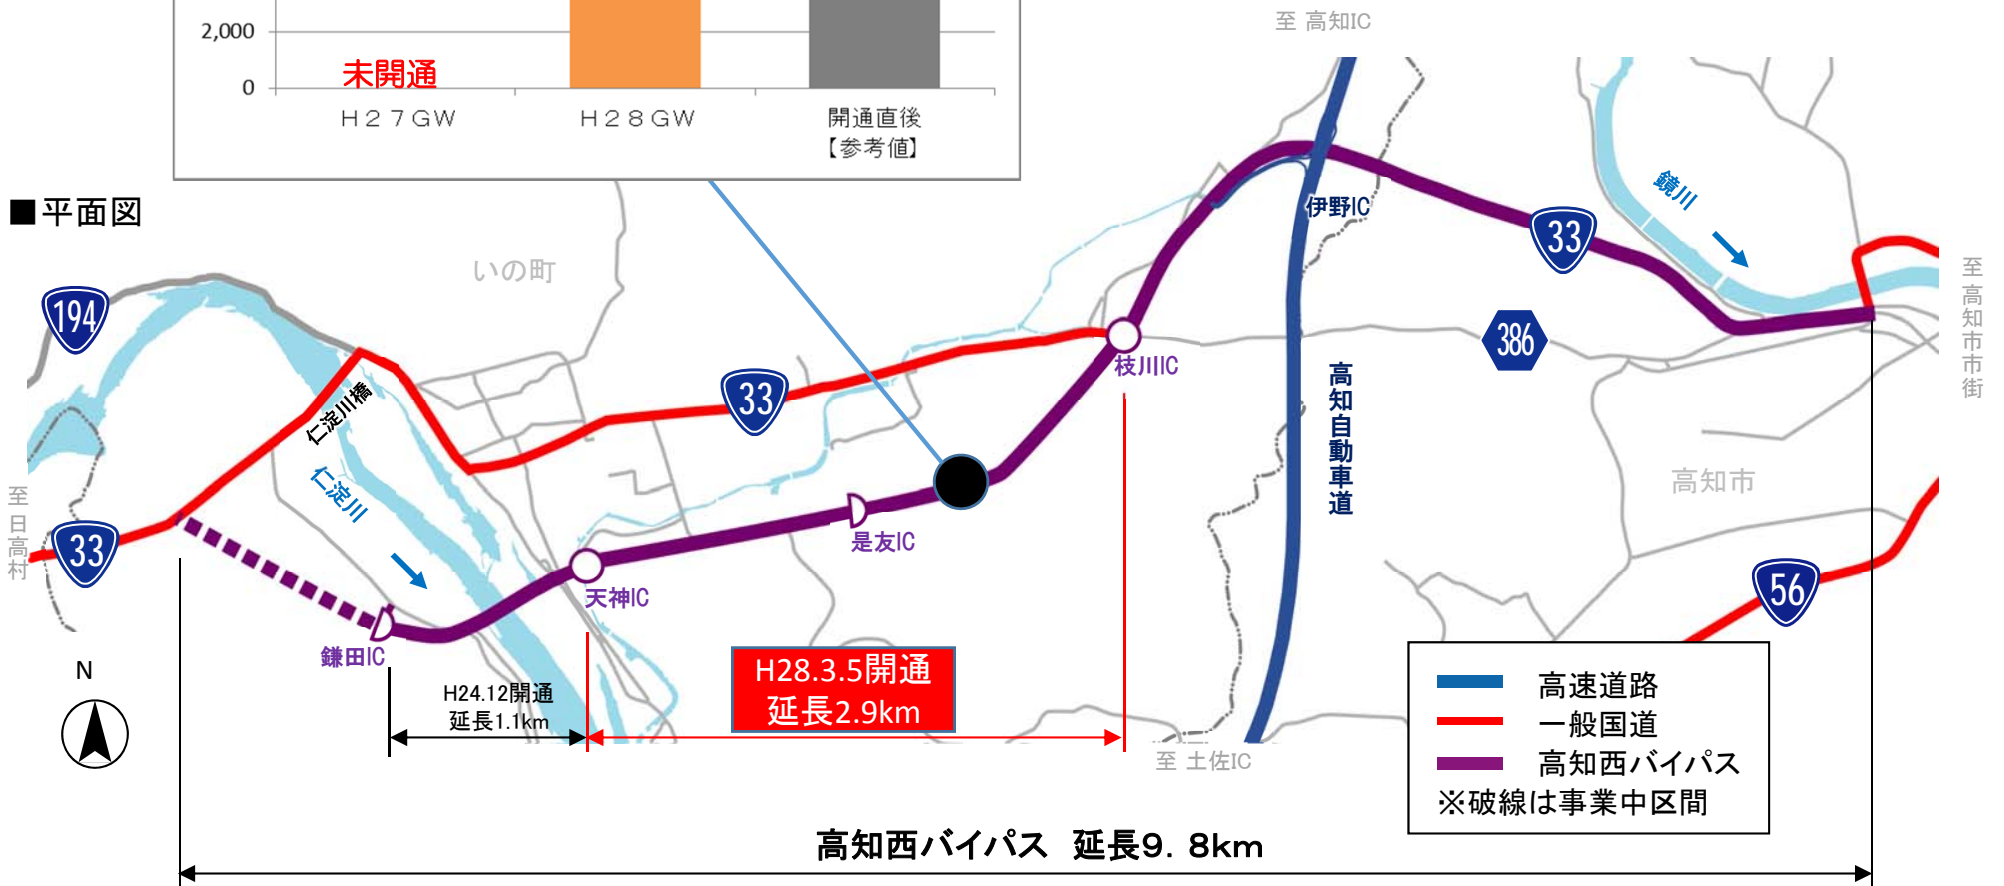 2,000
0
未開通
H27GW
H28GW
開通直後
【参考値】
至 高知IC
■平面図
鏡川
伊野IC
33
いの町
194
386
枝川IC
至高知市市街
仁淀川橋
33
高知自動車道
高知市
仁淀川
至日高村
33
是友IC
天神IC
56
鎌田IC
N
H24.12開通
延長1.1km
H28.3.5開通
延長2.9km
至 土佐IC
高速道路
一般国道
高知西バイパス
※破線は事業中区間
高知西バイパス 延長9.8km